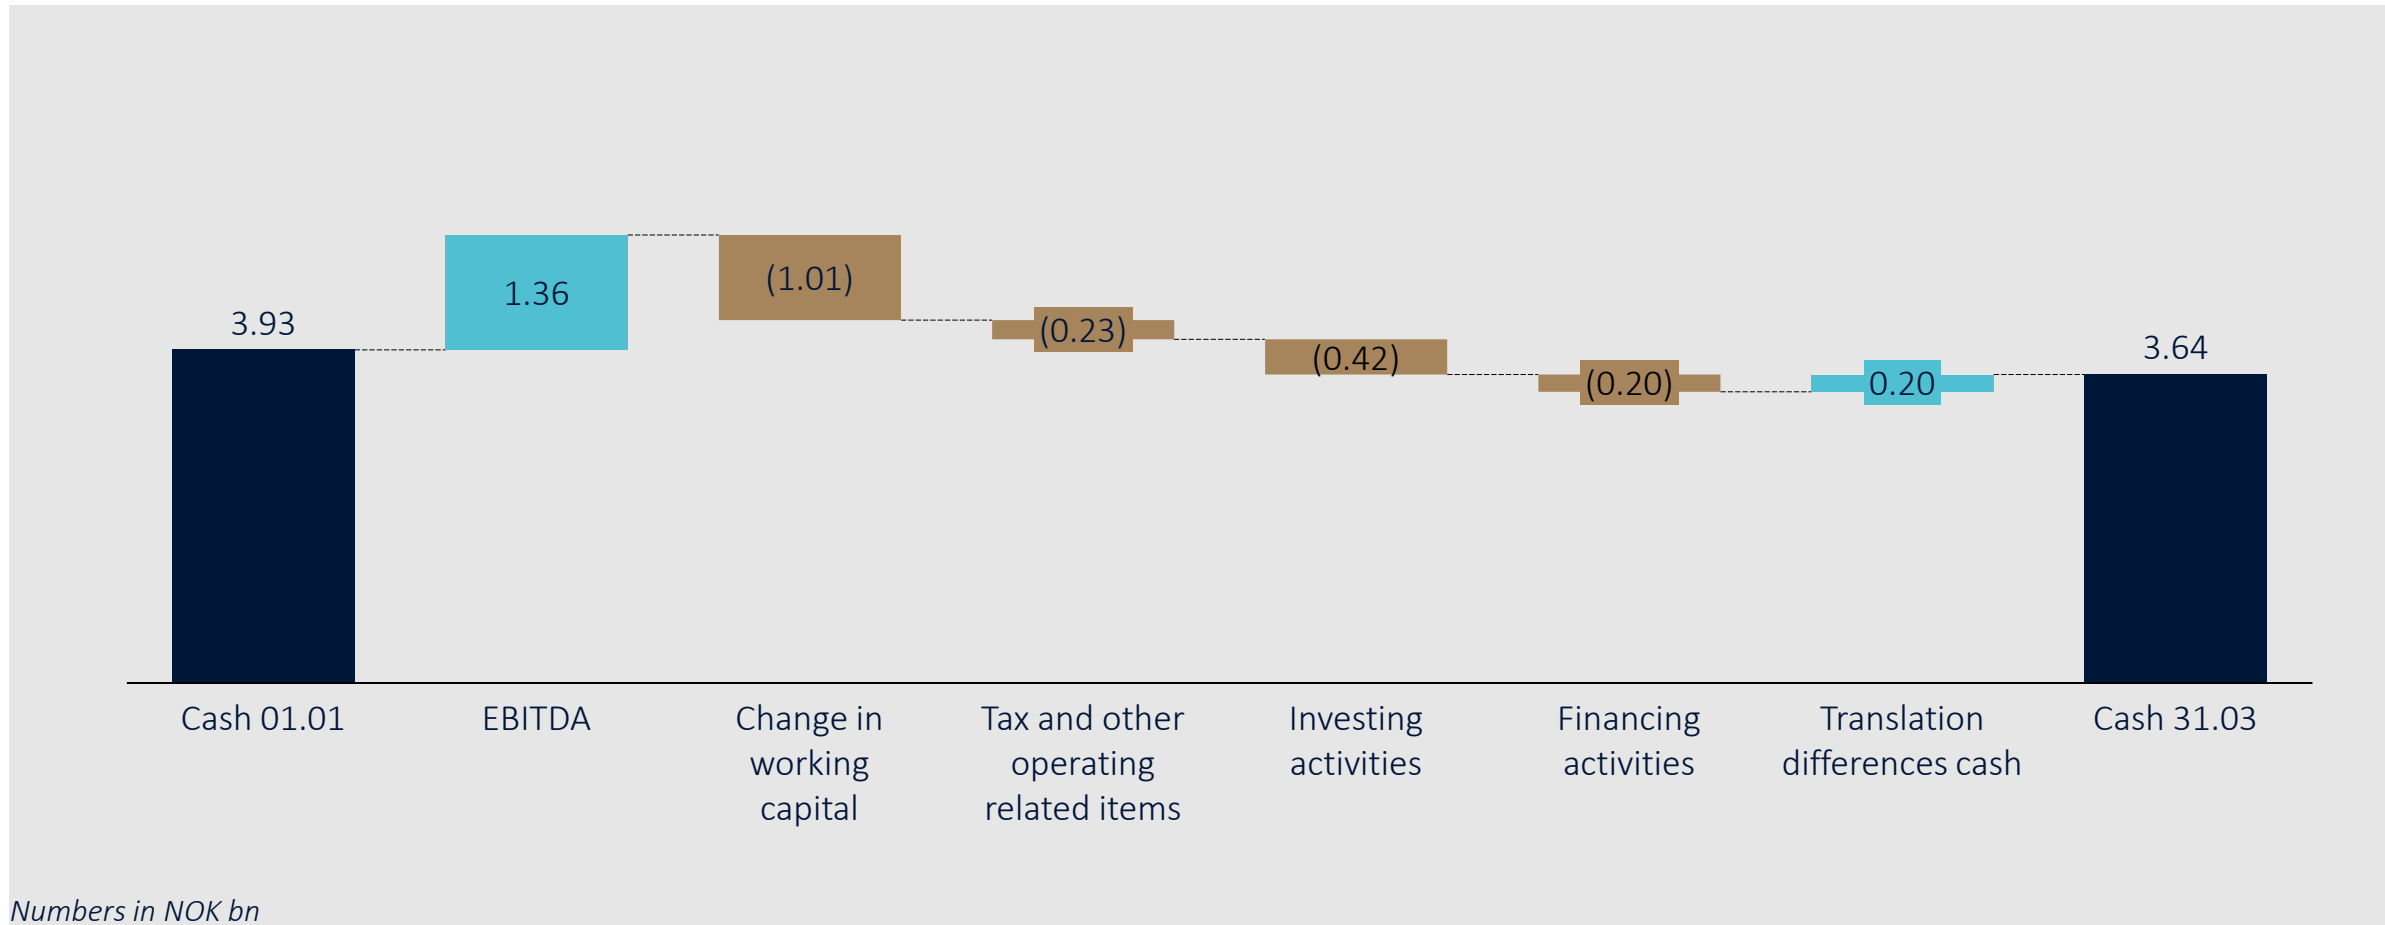 1.36
(1.01)
3.93
(0.23)
(0.42)
(0.20)
0.20
3.64
Cash 01.01
EBITDA
Change in
working
capital
Tax and other
operating
related items
Investing
activities
Financing
activities
Translation
differences cash
Cash 31.03
Numbers in NOK bn